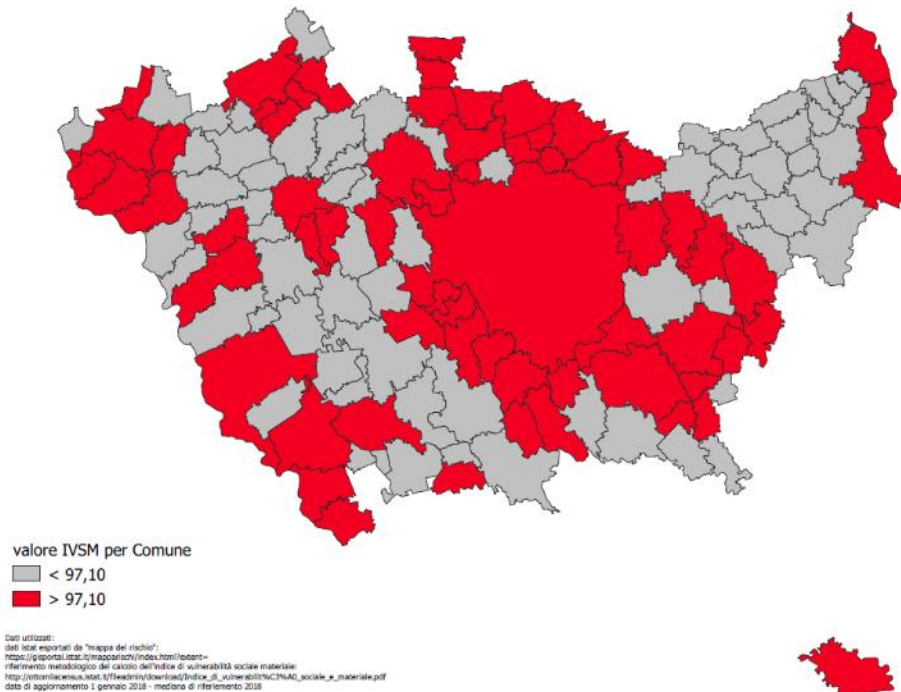 valore IVSM per Comune
< 97,10
> 97,10
Dati utilizzati:
dati istat esportati da "mappa dei rischio":
https://gisportal.istat.it/mapparischi/index.html?extent=
riferimento metodologico del calcolo dell'indice di vulnerabilità sociale materiale:
http://ottomilacensus.istat.it/fileadmin/download/Indice_di_vulnerabilit%C3%A0_sociale_e_materiale.pdf
data di aggiornamento 1 gennaio 2018 - mediana di riferiemento 2018